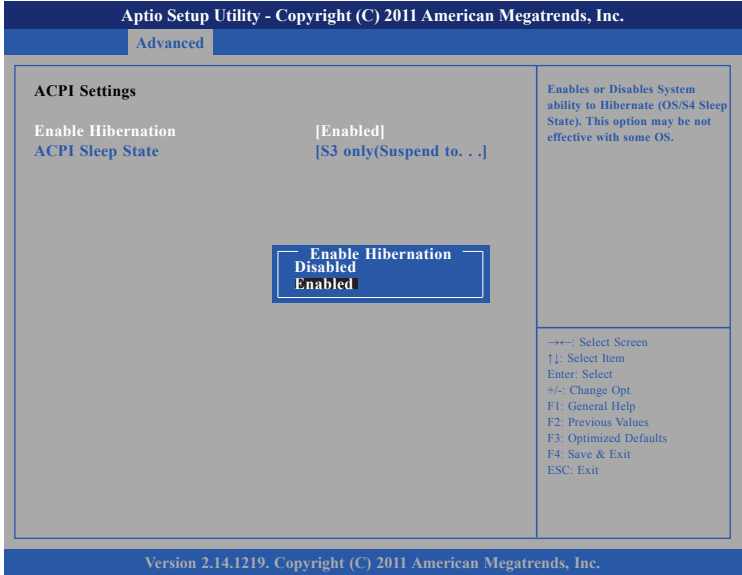 Aptio Setup Utility - Copyright (C) 2011 American Megatrends, Inc.
Advanced
ACPI Settings
Enable Hibernation [Enabled]
ACPI Sleep State [S3 only(Suspend to. . .]
Enable Hibernation
Disabled
Enabled
Enables or Disables System
ability to Hibernate (OS/S4 Sleep
State). This option may be not
effective with some OS.
→←: Select Screen
↑↓: Select Item
Enter: Select
+/-: Change Opt.
F1: General Help
F2: Previous Values
F3: Optimized Defaults
F4: Save & Exit
ESC: Exit
Version 2.14.1219. Copyright (C) 2011 American Megatrends, Inc.